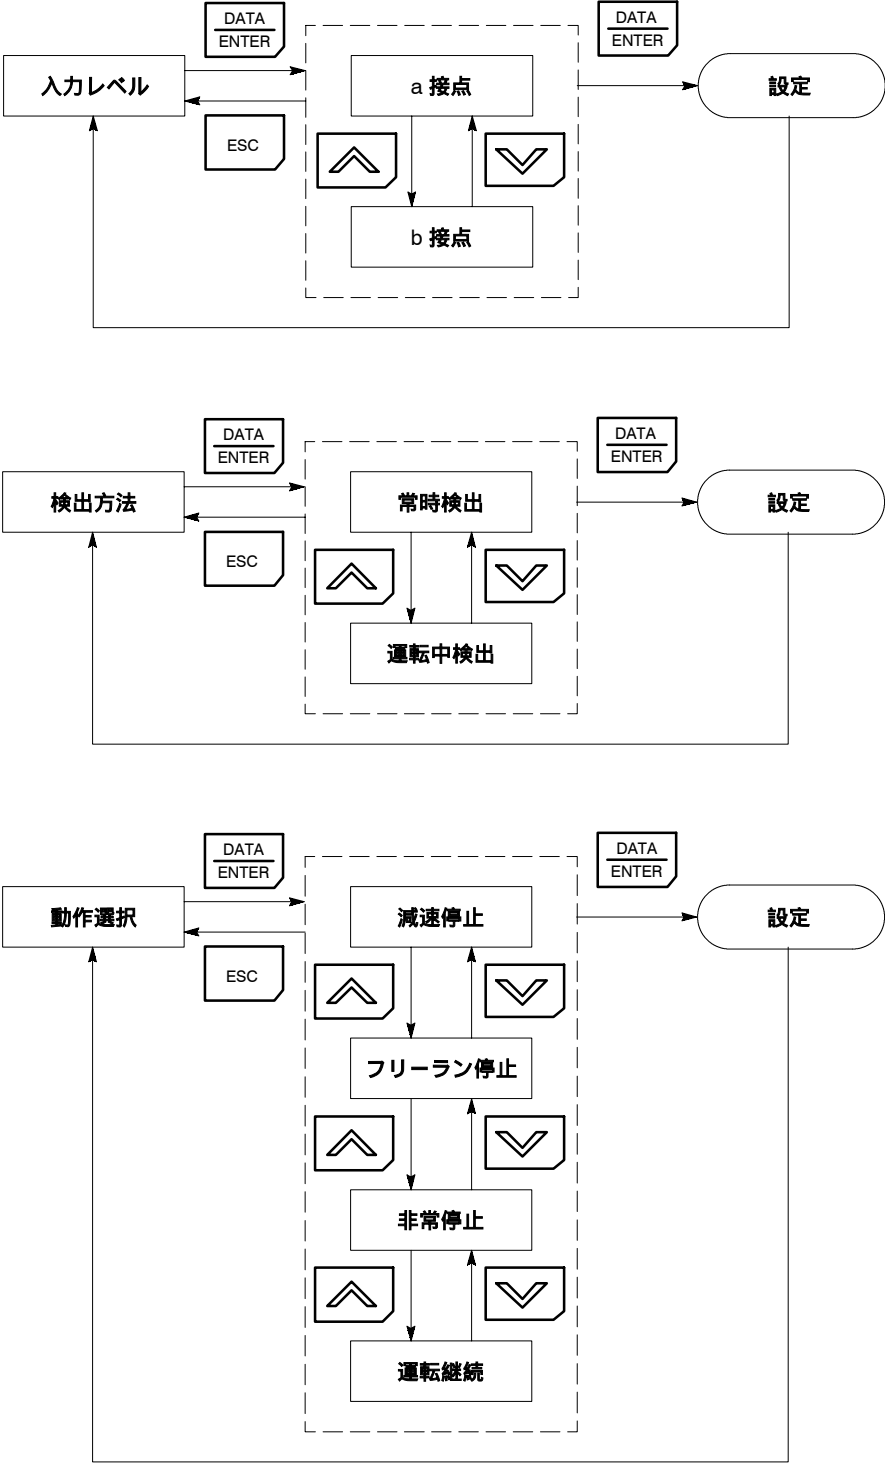 DATA
ENTER
DATA
ENTER
入力レベル
a 接点
設定
ESC
b 接点
DATA
ENTER
DATA
ENTER
検出方法
常時検出
設定
ESC
運転中検出
DATA
ENTER
DATA
ENTER
動作選択
減速停止
設定
ESC
フリーラン停止
非常停止
運転継続